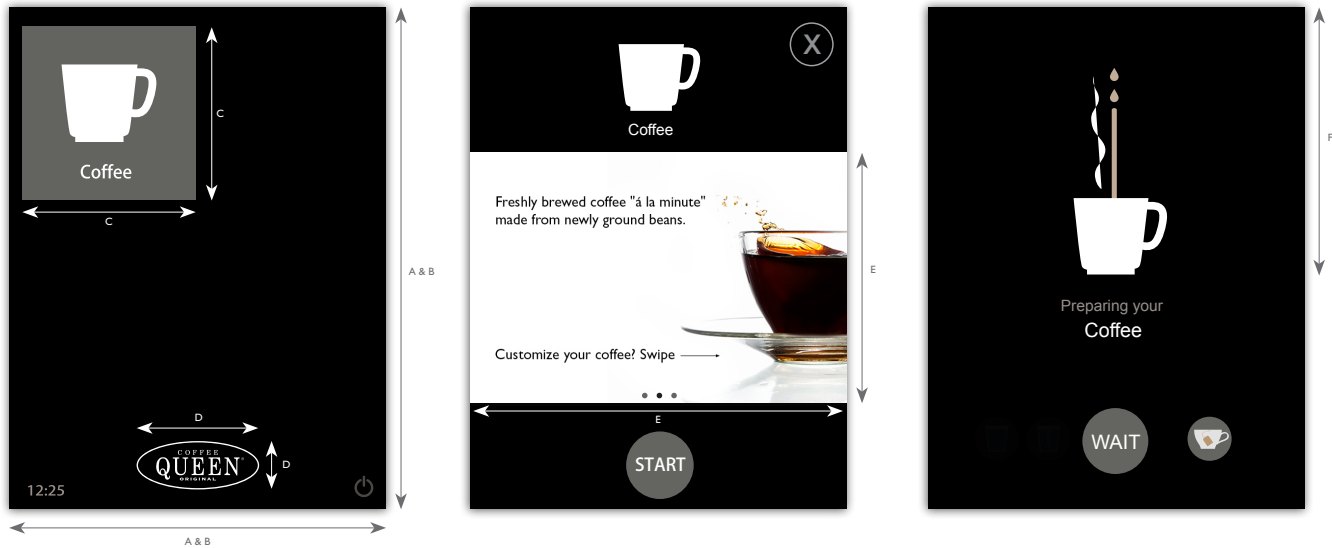 Coffee
C
C
A & B
D
COFFEE
QUEEN®
ORIGINAL
D
12:25
A & B
X
Coffee
Freshly brewed coffee "á la minute"
made from newly ground beans.
E
Customize your coffee? Swipe
E
START
F
Preparing your
Coffee
WAIT